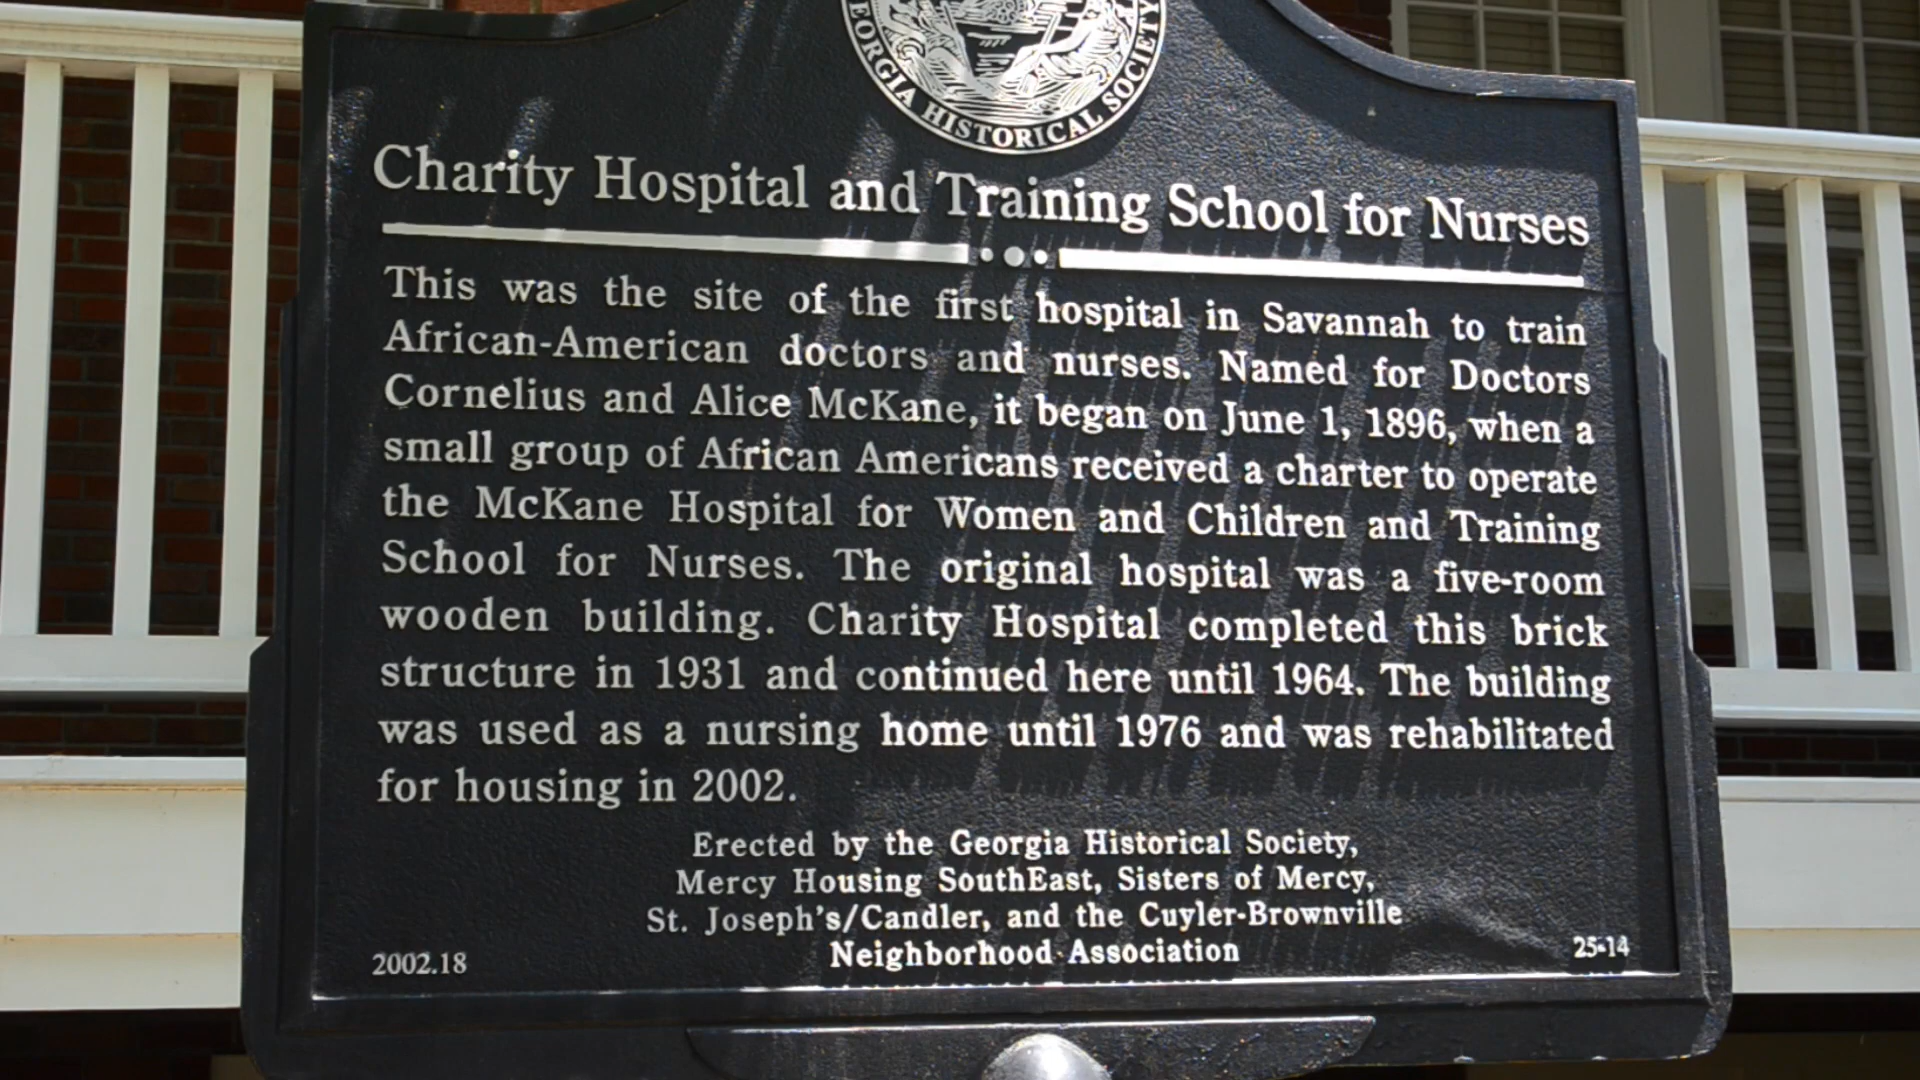 EORGIA HISTORICAL SOCIETY
Charity Hospital and Training School for Nurses
This was the site of the first hospital in Savannah to train
African-American doctors and nurses. Named for Doctors
Cornelius and Alice McKane, it began on June 1, 1896, when a
small group of African Americans received a charter to operate
the McKane Hospital for Women and Children and Training
School for Nurses. The original hospital was a five-room
wooden building. Charity Hospital completed this brick
structure in 1931 and continued here until 1964. The building
was used as a nursing home until 1976 and was rehabilitated
for housing in 2002.
Erected by the Georgia Historical Society,
Mercy Housing SouthEast, Sisters of Mercy,
St. Joseph's/Candler, and the Cuyler-Brownville
Neighborhood Association
2002.18
25-14